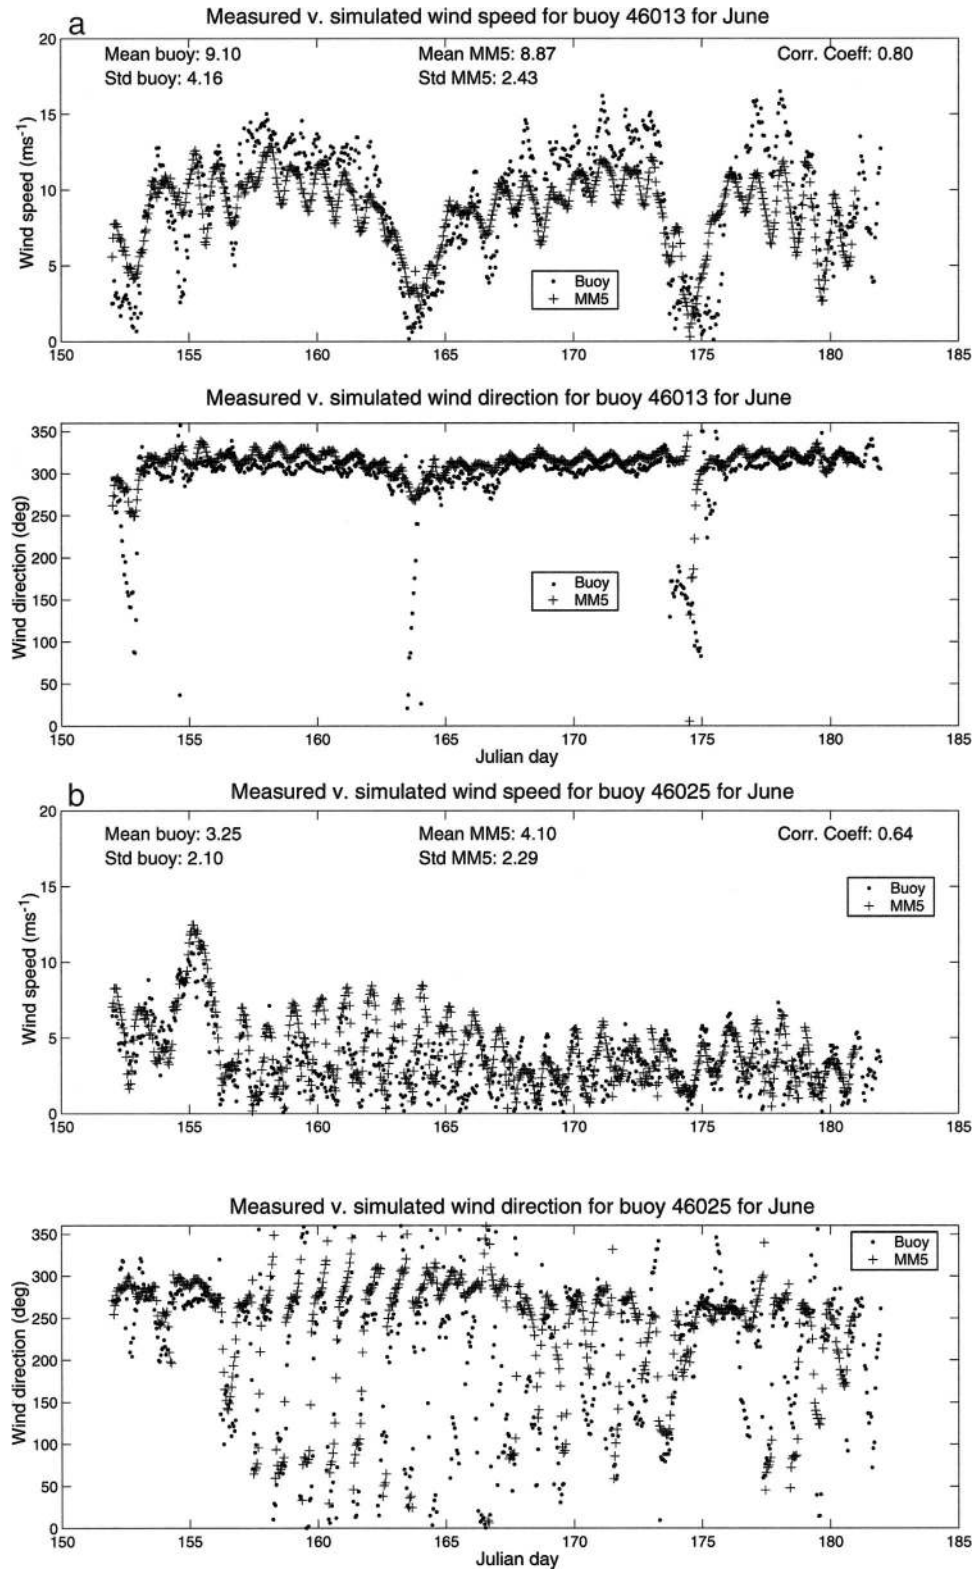 a
Measured v. simulated wind speed for buoy 46013 for June
Mean buoy: 9.10 Mean MM5: 8.87 Corr. Coeff: 0.80
Std buoy: 4.16 Std MM5: 2.43
Wind speed (ms-1)
20
15
10
5
0
Buoy
MM5
150 155 160 165 170 175 180 185
Measured v. simulated wind direction for buoy 46013 for June
Wind direction (deg)
350
300
250
200
150
100
50
0
Buoy
MM5
150 155 160 165 170 175 180 185
Julian day
b
Measured v. simulated wind speed for buoy 46025 for June
Mean buoy: 3.25 Mean MM5: 4.10 Corr. Coeff: 0.64
Std buoy: 2.10 Std MM5: 2.29
Wind speed (ms-1)
20
15
10
5
0
Buoy
MM5
150 155 160 165 170 175 180 185
Measured v. simulated wind direction for buoy 46025 for June
Wind direction (deg)
350
300
250
200
150
100
50
0
Buoy
MM5
150 155 160 165 170 175 180 185
Julian day